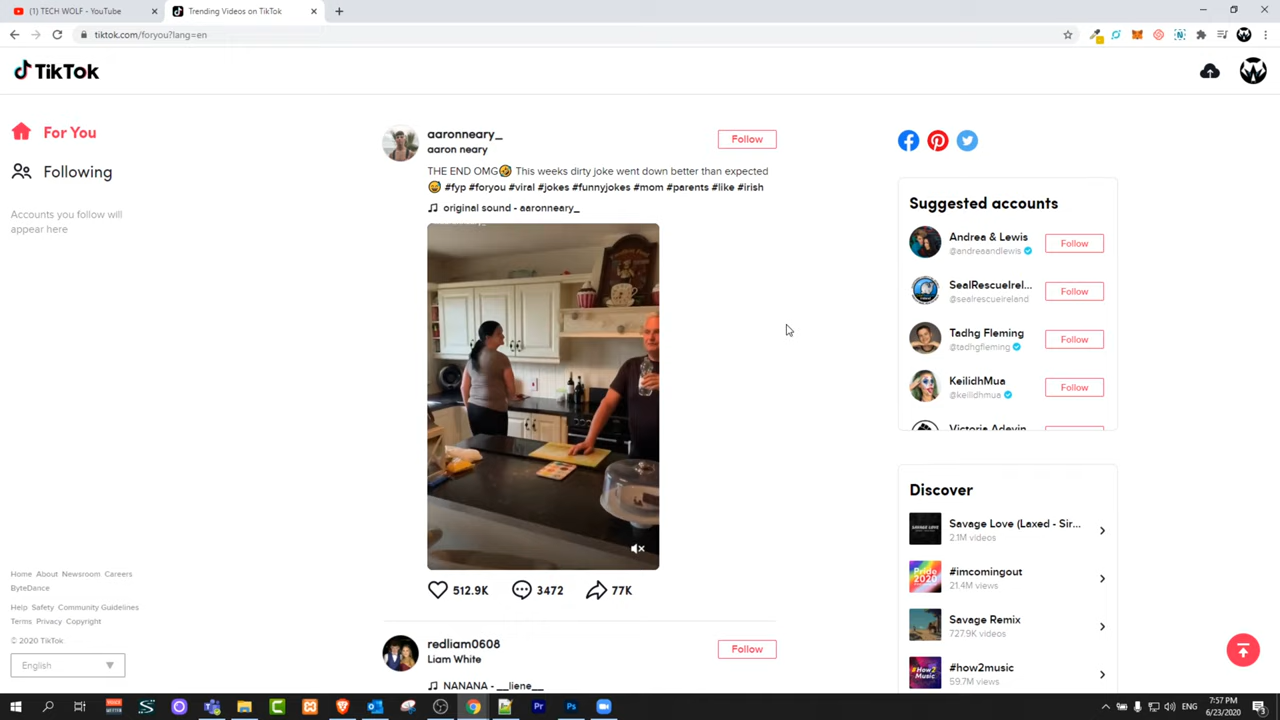 (1) TECH WOLF - YouTube
Trending Videos on TikTok
tiktok.com/foryou?lang=en
TikTok
For You
Following
Accounts you follow will
appear here
aaronneary_
aaron neary
Follow
THE END OMG🤣 This weeks dirty joke went down better than expected
😅 #fyp #foryou #viral #jokes #funnyjokes #mom #parents #like #irish
original sound - aaronneary_
512.9K
3472
77K
redliam0608
Liam White
Follow
NANANA - __liene__
Suggested accounts
Andrea & Lewis
@andreaandlewis
Follow
SealRescueIrel...
@sealrescueireland
Follow
Tadhg Fleming
@tadhgfleming
Follow
KeilidhMua
@keilidhmua
Follow
Victoria Adeyin
Discover
Savage Love (Laxed - Sir...
2.1M videos
#imcomingout
21.4M views
Savage Remix
727.9K videos
#how2music
59.7M views
Home About Newsroom Careers
ByteDance
Help Safety Community Guidelines
Terms Privacy Copyright
© 2020 TikTok
English
ENG
7:57 PM
6/23/2020